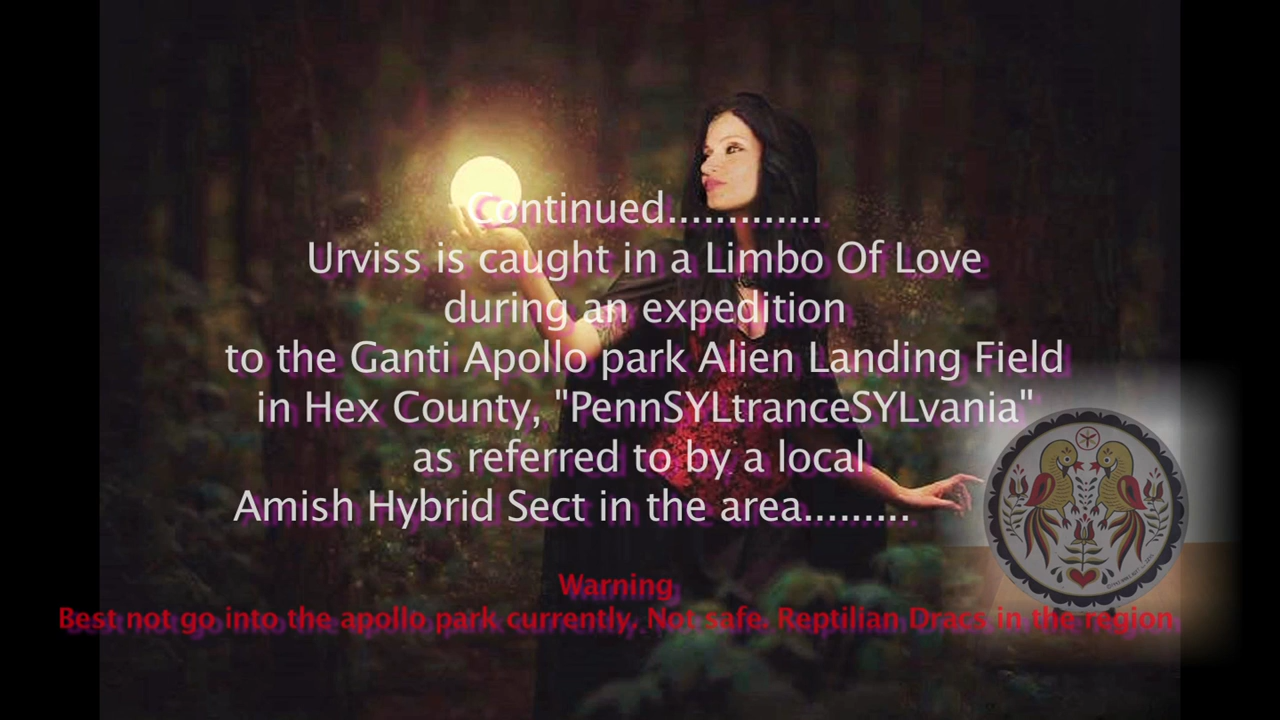 Continued.............
Urviss is caught in a Limbo Of Love
during an expedition
to the Ganti Apollo park Alien Landing Field
in Hex County, "PennSYLtranceSYLvania"
as referred to by a local
Amish Hybrid Sect in the area.........
Warning
Best not go into the apollo park currently. Not safe. Reptilian Dracs in the region